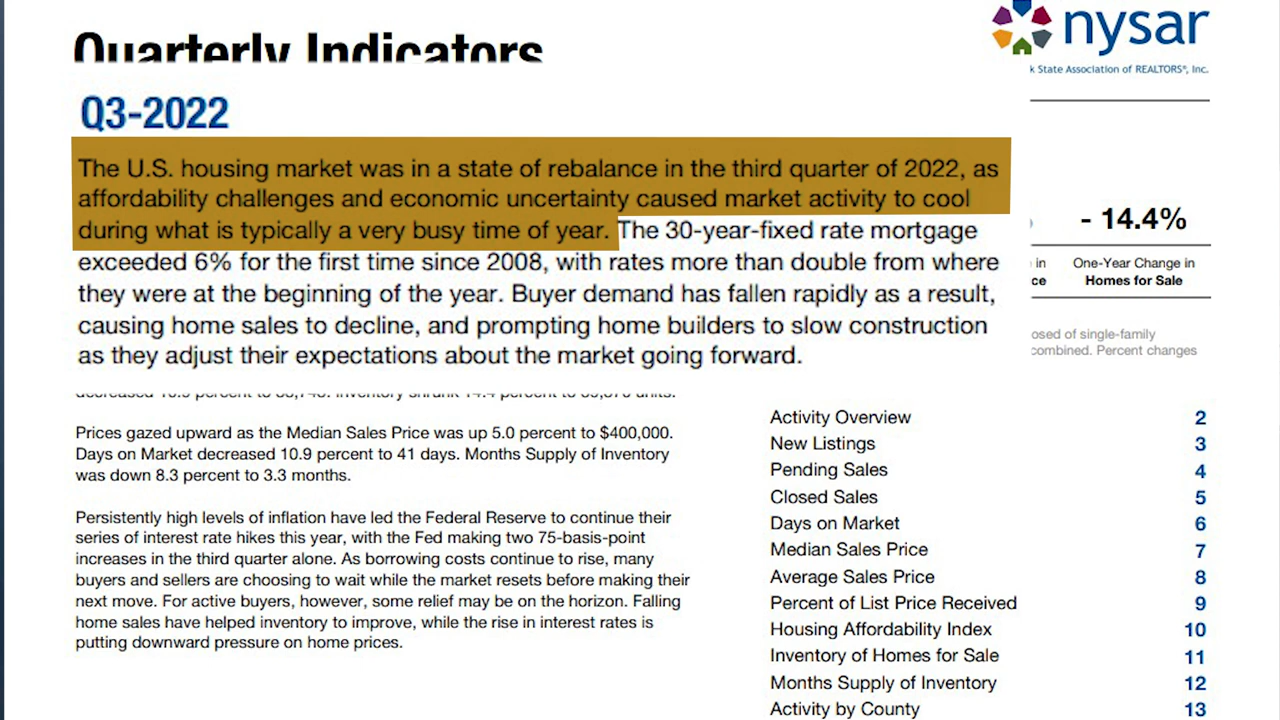 Quarterly Indicators
nysar
k State Association of REALTORS®, Inc.
Q3-2022
The U.S. housing market was in a state of rebalance in the third quarter of 2022, as
affordability challenges and economic uncertainty caused market activity to cool
during what is typically a very busy time of year. The 30-year-fixed rate mortgage
exceeded 6% for the first time since 2008, with rates more than double from where
they were at the beginning of the year. Buyer demand has fallen rapidly as a result,
causing home sales to decline, and prompting home builders to slow construction
as they adjust their expectations about the market going forward.
- 14.4%
in
ce
One-Year Change in
Homes for Sale
osed of single-family
combined. Percent changes
Prices gazed upward as the Median Sales Price was up 5.0 percent to $400,000.
Days on Market decreased 10.9 percent to 41 days. Months Supply of Inventory
was down 8.3 percent to 3.3 months.
Persistently high levels of inflation have led the Federal Reserve to continue their
series of interest rate hikes this year, with the Fed making two 75-basis-point
increases in the third quarter alone. As borrowing costs continue to rise, many
buyers and sellers are choosing to wait while the market resets before making their
next move. For active buyers, however, some relief may be on the horizon. Falling
home sales have helped inventory to improve, while the rise in interest rates is
putting downward pressure on home prices.
Activity Overview 2
New Listings 3
Pending Sales 4
Closed Sales 5
Days on Market 6
Median Sales Price 7
Average Sales Price 8
Percent of List Price Received 9
Housing Affordability Index 10
Inventory of Homes for Sale 11
Months Supply of Inventory 12
Activity by County 13